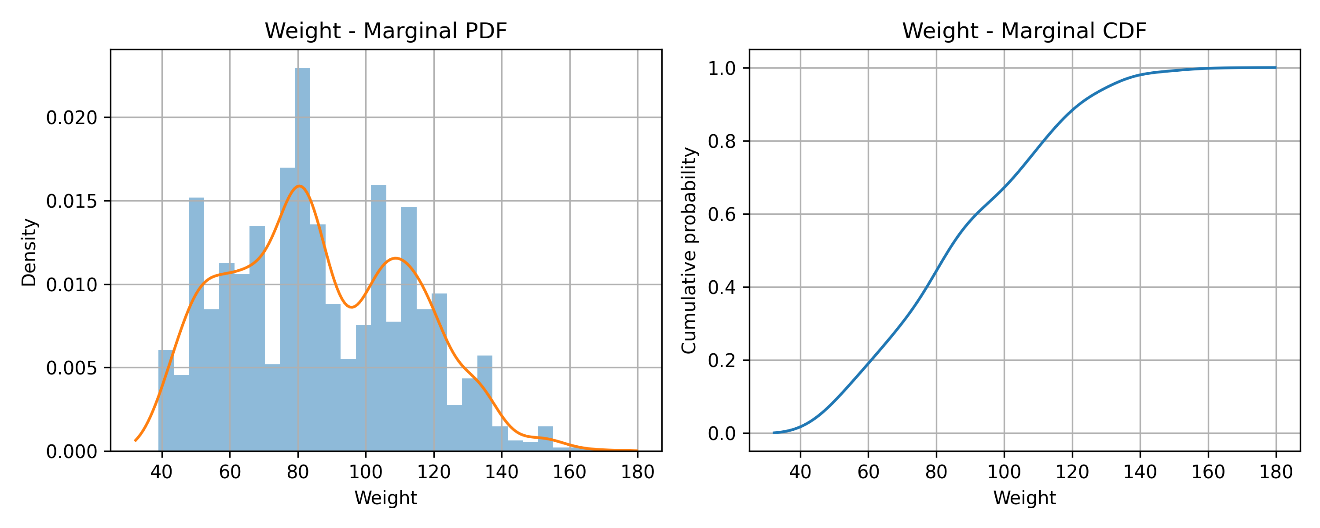 Weight - Marginal PDF
Density
0.020
0.015
0.010
0.005
0.000
40 60 80 100 120 140 160 180
Weight
Weight - Marginal CDF
Cumulative probability
1.0
0.8
0.6
0.4
0.2
0.0
40 60 80 100 120 140 160 180
Weight